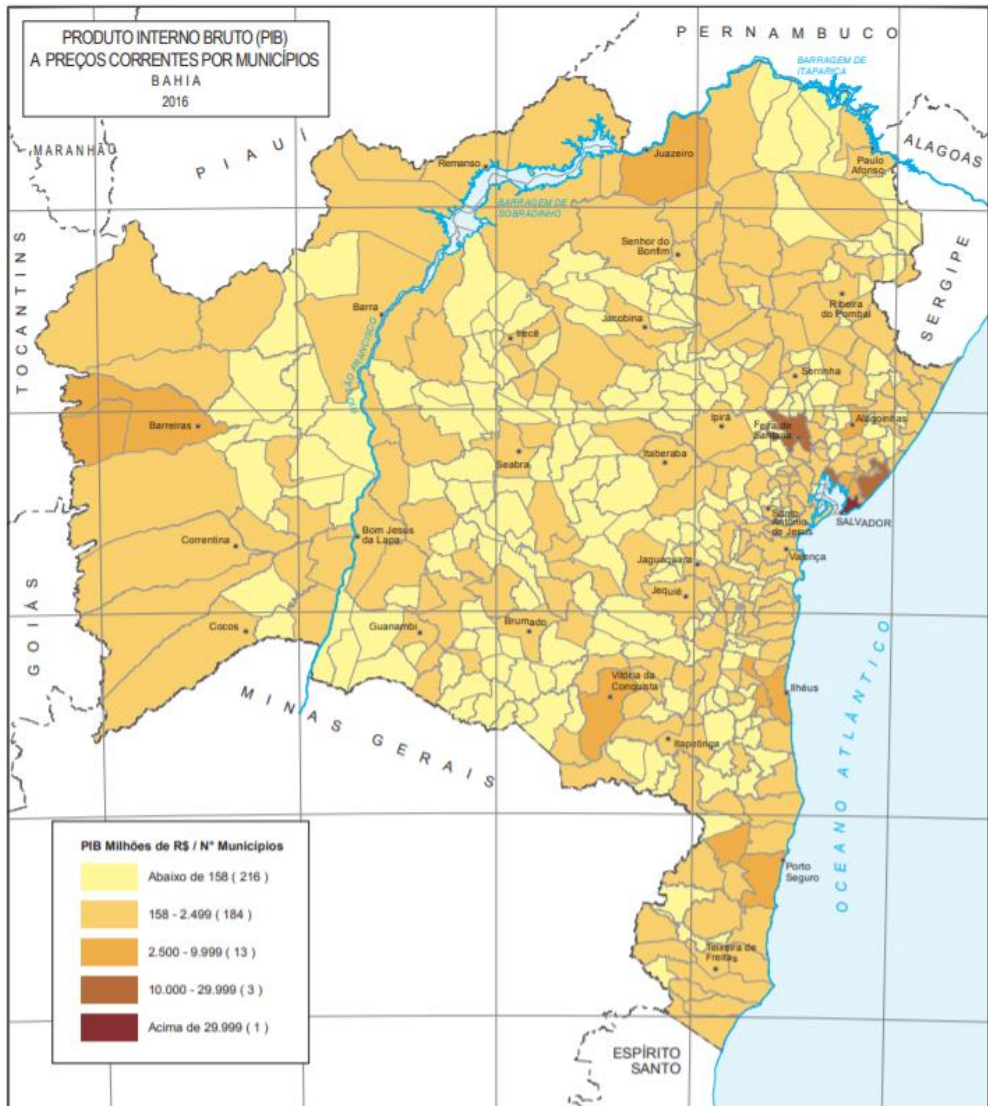 PRODUTO INTERNO BRUTO (PIB)
A PREÇOS CORRENTES POR MUNICÍPIOS
BAHIA
2016
PERNAMBUCO
BARRAGEM DE
ITAPARICA
MARANHÃO
PIAUÍ
ALAGOAS
Remanso
Juazeiro
Paulo
Afonso
BARRAGEM DE
SOBRADINHO
TOCANTINS
SERGIPE
Senhor do
Bonfim
Barra
RIO SÃO FRANCISCO
Ribeira
do Pombal
Jacobina
Irecê
Serrinha
Barreiras
Ipirá
Feira de
Santana
Alagoinhas
Seabra
Itaberaba
Santo
Antônio
de Jesus
SALVADOR
Correntina
Bom Jesus
da Lapa
Valença
Jaguaquara
Jequié
GOIÁS
Cocos
Guanambi
Brumado
MINAS GERAIS
Vitória da
Conquista
Ilhéus
Itapetinga
OCEANO ATLÂNTICO
Porto
Seguro
Teixeira de
Freitas
ESPÍRITO
SANTO
PIB Milhões de R$ / N° Municípios
Abaixo de 158 ( 216 )
158 - 2.499 ( 184 )
2.500 - 9.999 ( 13 )
10.000 - 29.999 ( 3 )
Acima de 29.999 ( 1 )